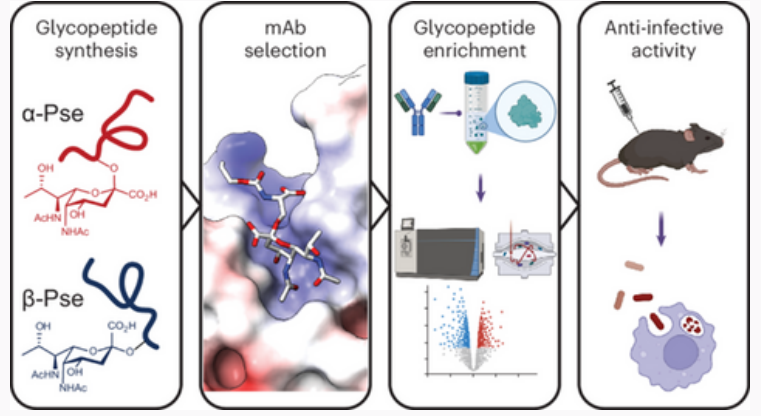 Glycopeptide
synthesis
α-Pse
OH
O
O
CO₂H
AcHN
OH
NHAc
β-Pse
OH
CO₂H
O
O
AcHN
OH
NHAc
mAb
selection
Glycopeptide
enrichment
Anti-infective
activity